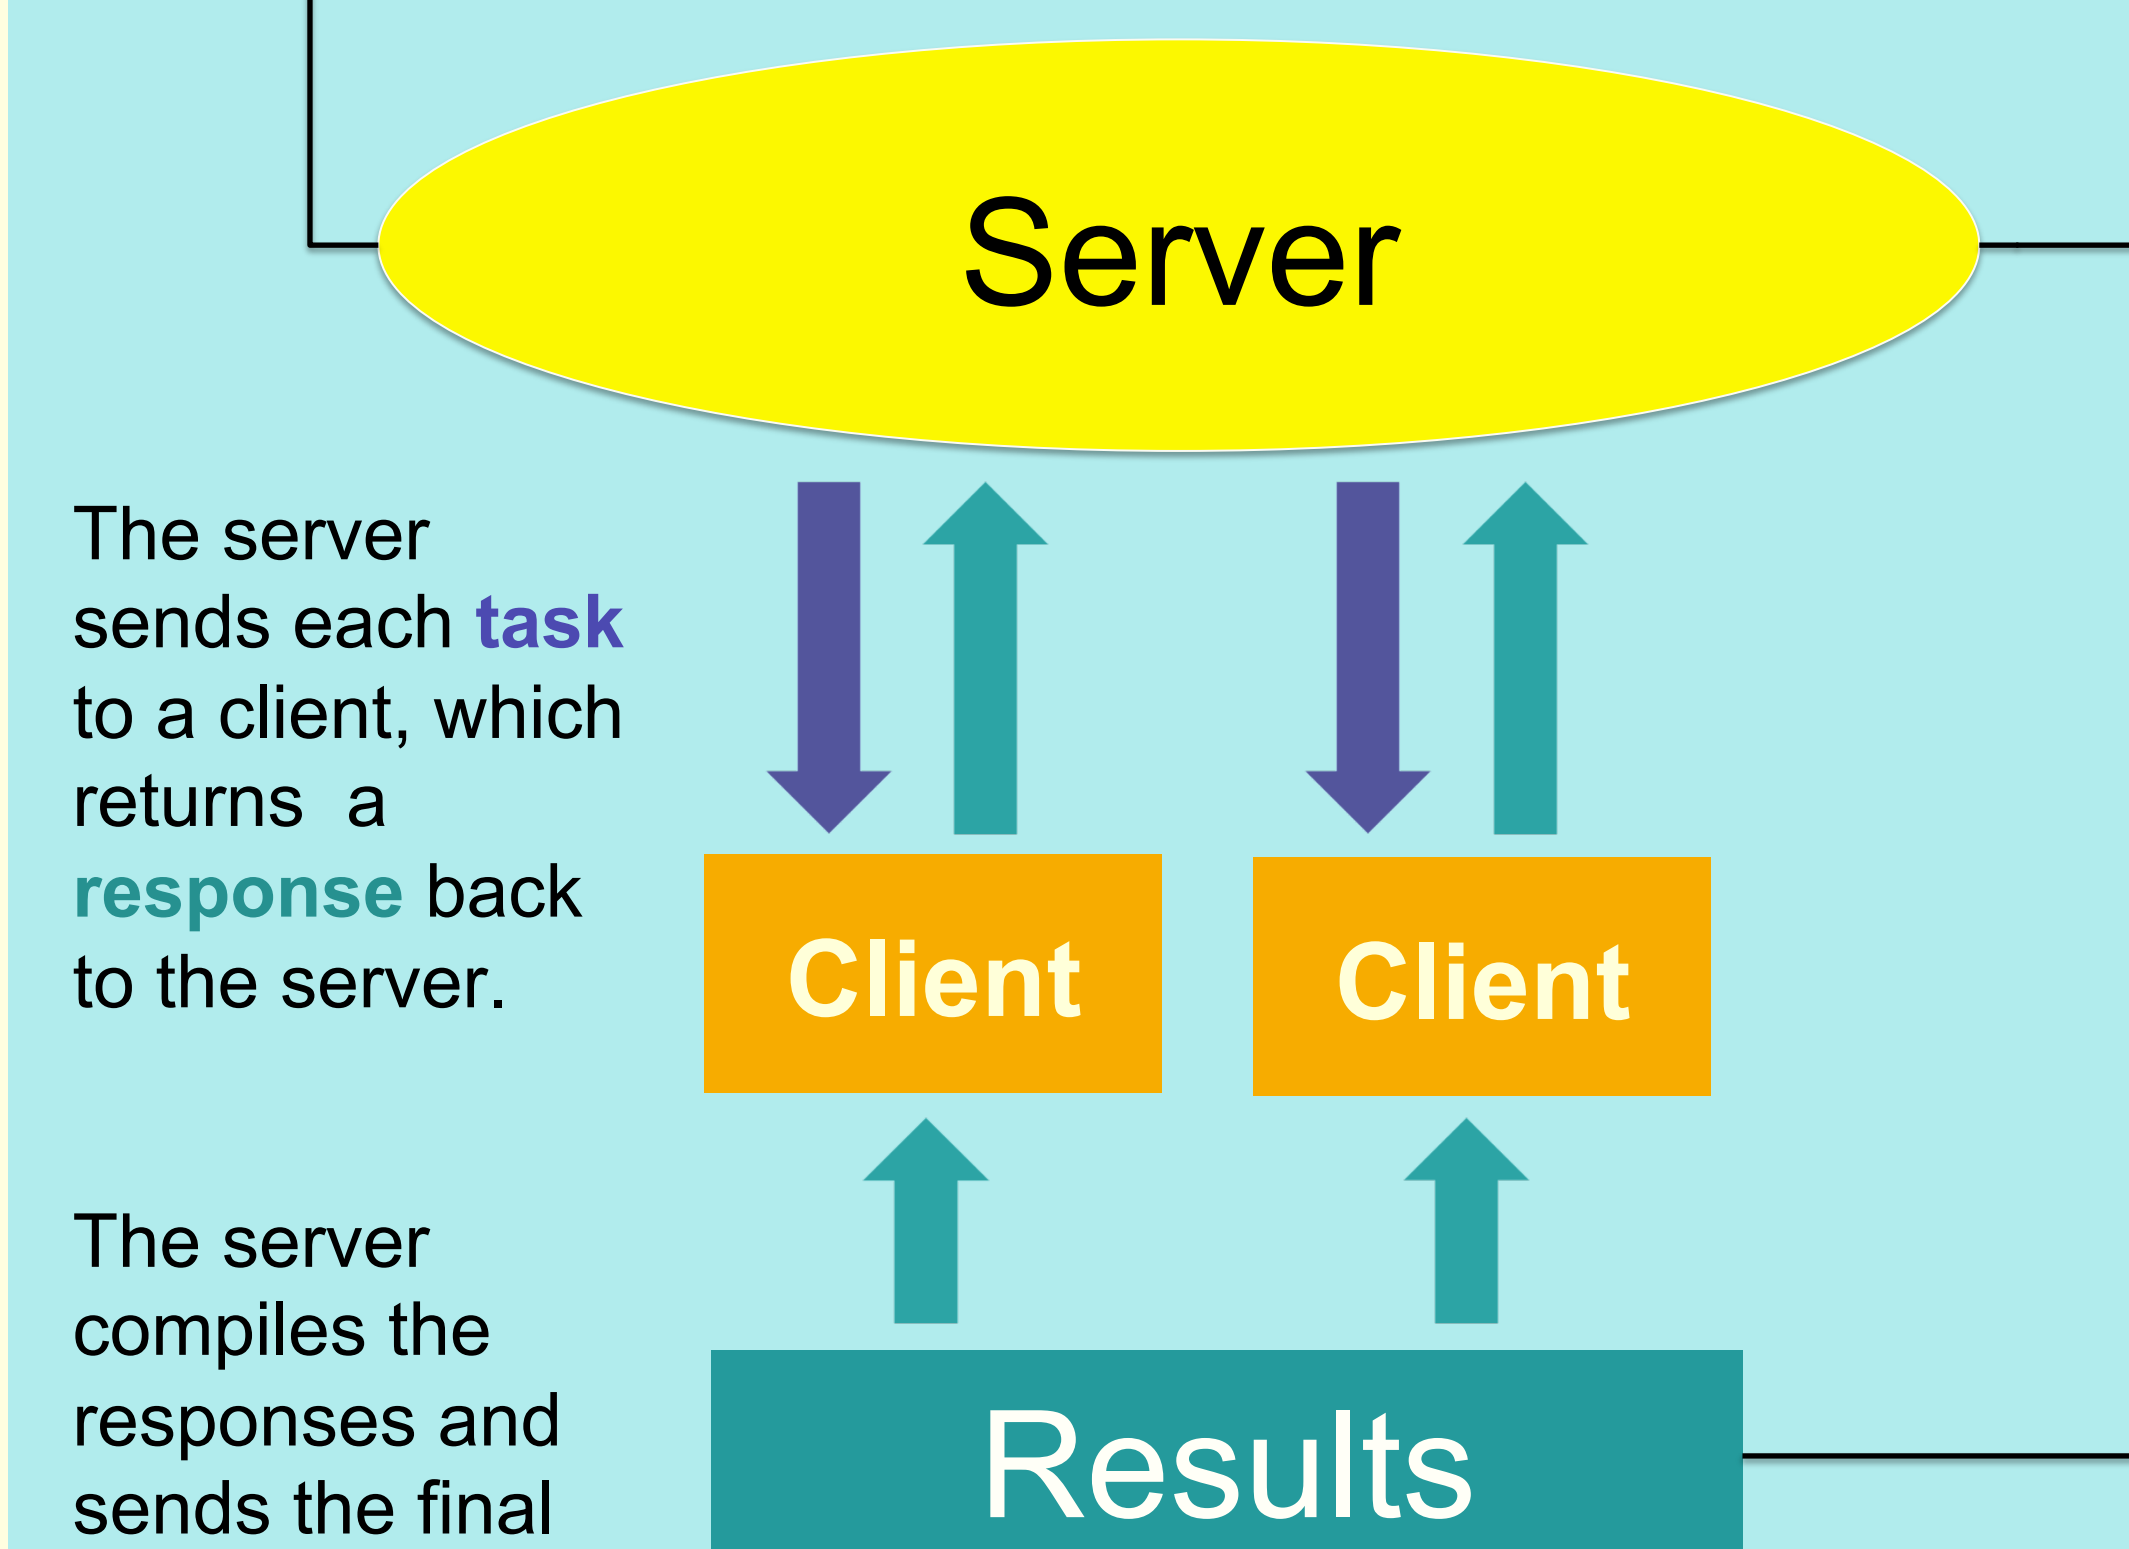 Server
The server
sends each task
to a client, which
returns  a
response back
to the server.
Client
Client
The server
compiles the
responses and
sends the final
Results